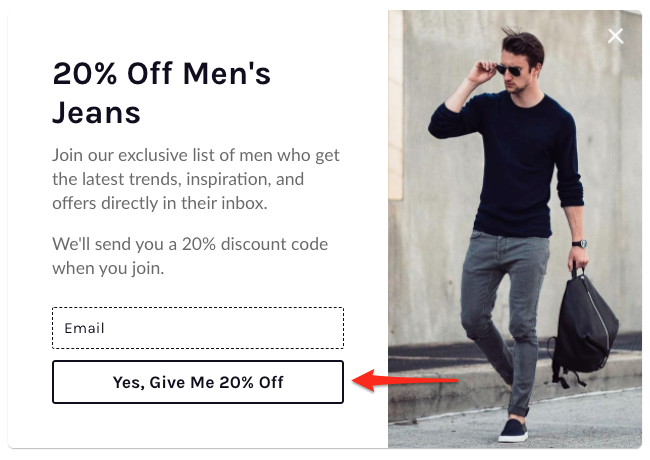 20% Off Men's
Jeans
Join our exclusive list of men who get
the latest trends, inspiration, and
offers directly in their inbox.
We'll send you a 20% discount code
when you join.
Email
Yes, Give Me 20% Off